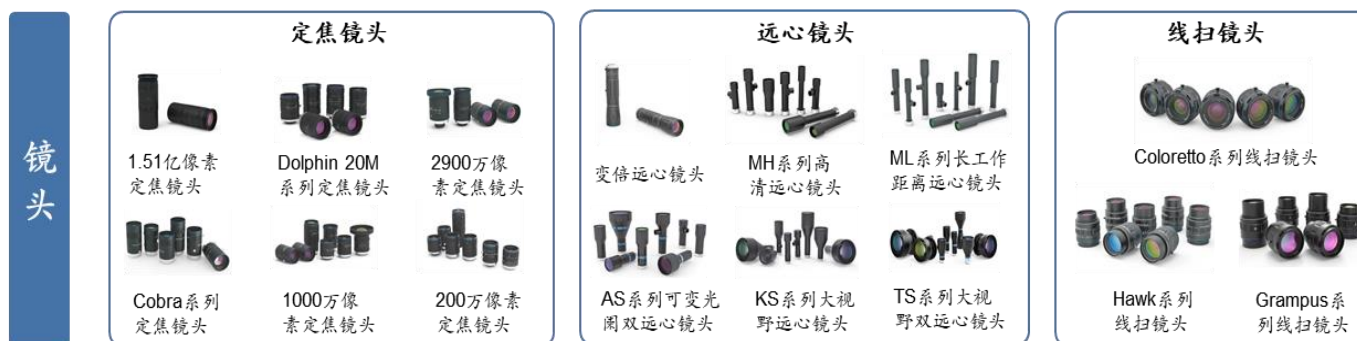 镜头
定焦镜头
1.51亿像素
定焦镜头
Dolphin 20M
系列定焦镜头
2900万像
素定焦镜头
Cobra系列
定焦镜头
1000万像
素定焦镜头
200万像素
定焦镜头
远心镜头
变倍远心镜头
MH系列高
清远心镜头
ML系列长工作
距离远心镜头
AS系列可变光
阑双远心镜头
KS系列大视
野远心镜头
TS系列大视
野双远心镜头
线扫镜头
Coloretto系列线扫镜头
Hawk系列
线扫镜头
Grampus系
列线扫镜头